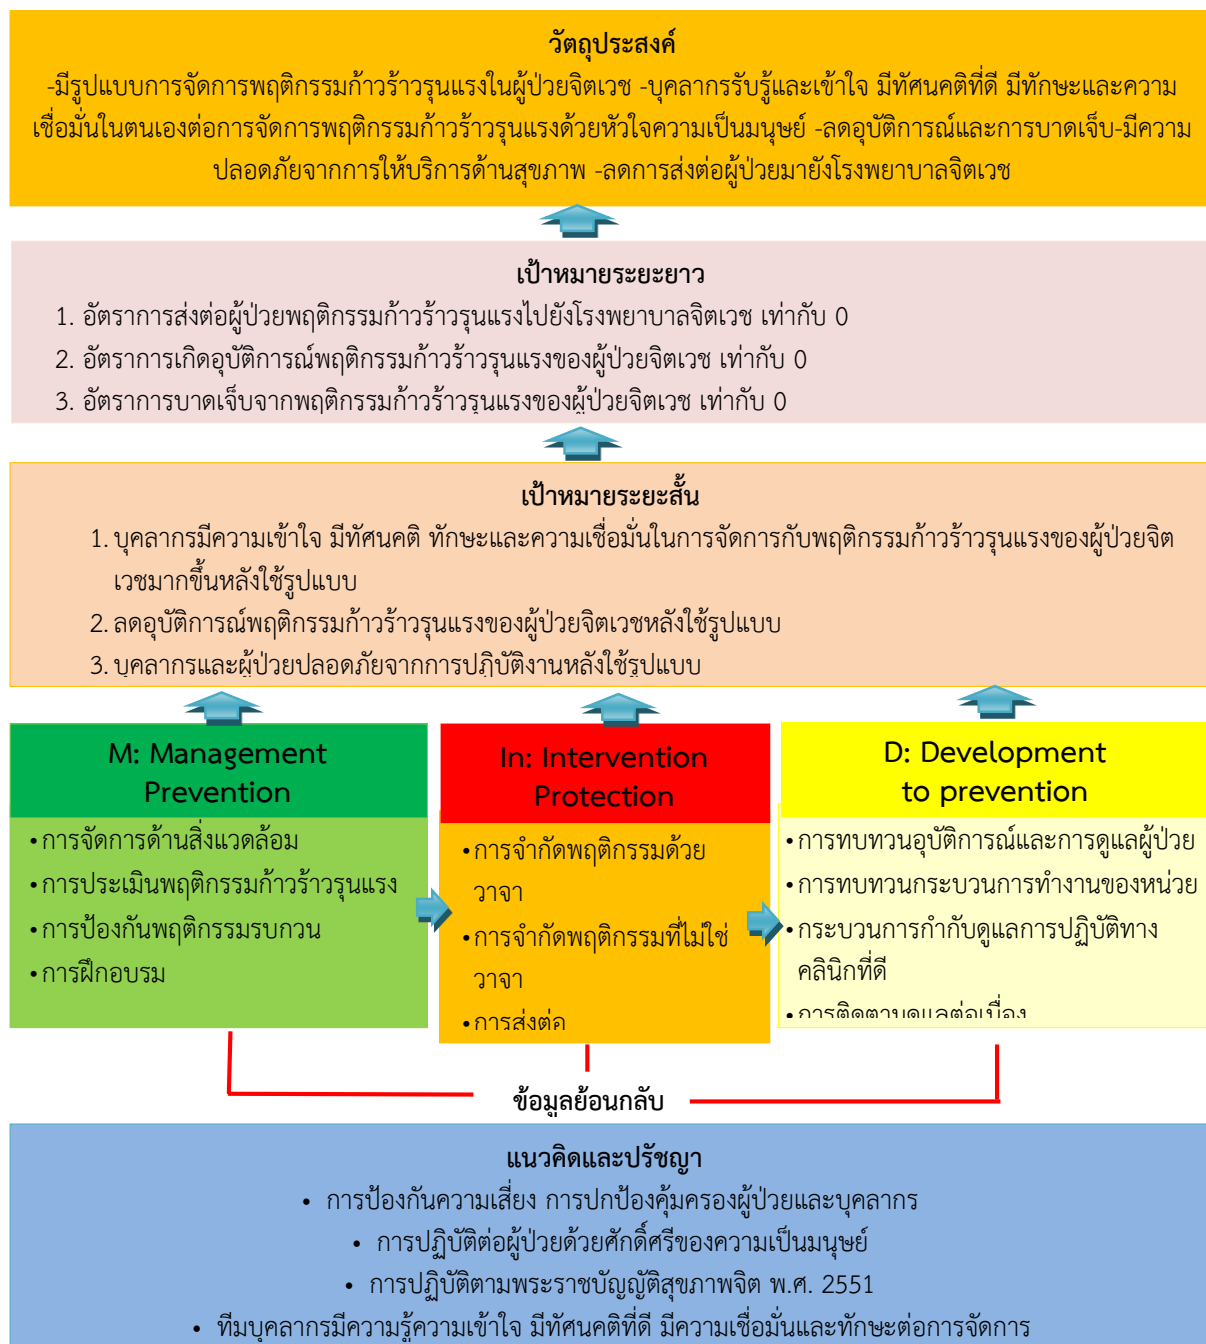 วัตถุประสงค์
-มีรูปแบบการจัดการพฤติกรรมก้าวร้าวรุนแรงในผู้ป่วยจิตเวช -บุคลากรรับรู้และเข้าใจ มีทัศนคติที่ดี มีทักษะและความ
เชื่อมั่นในตนเองต่อการจัดการพฤติกรรมก้าวร้าวรุนแรงด้วยหัวใจความเป็นมนุษย์ -ลดอุบัติการณ์และการบาดเจ็บ-มีความ
ปลอดภัยจากการให้บริการด้านสุขภาพ -ลดการส่งต่อผู้ป่วยมายังโรงพยาบาลจิตเวช
เป้าหมายระยะยาว
1. อัตราการส่งต่อผู้ป่วยพฤติกรรมก้าวร้าวรุนแรงไปยังโรงพยาบาลจิตเวช เท่ากับ 0
2. อัตราการเกิดอุบัติการณ์พฤติกรรมก้าวร้าวรุนแรงของผู้ป่วยจิตเวช เท่ากับ 0
3. อัตราการบาดเจ็บจากพฤติกรรมก้าวร้าวรุนแรงของผู้ป่วยจิตเวช เท่ากับ 0
เป้าหมายระยะสั้น
1. บุคลากรมีความเข้าใจ มีทัศนคติ ทักษะและความเชื่อมั่นในการจัดการกับพฤติกรรมก้าวร้าวรุนแรงของผู้ป่วยจิต
เวชมากขึ้นหลังใช้รูปแบบ
2. ลดอุบัติการณ์พฤติกรรมก้าวร้าวรุนแรงของผู้ป่วยจิตเวชหลังใช้รูปแบบ
3. บุคลากรและผู้ป่วยปลอดภัยจากการปฏิบัติงานหลังใช้รูปแบบ
M: Management
Prevention
•การจัดการด้านสิ่งแวดล้อม
•การประเมินพฤติกรรมก้าวร้าวรุนแรง
•การป้องกันพฤติกรรมรบกวน
•การฝึกอบรม
In: Intervention
Protection
•การจำกัดพฤติกรรมด้วย
วาจา
•การจำกัดพฤติกรรมที่ไม่ใช่
วาจา
•การส่งต่อ
D: Development
to prevention
•การทบทวนอุบัติการณ์และการดูแลผู้ป่วย
•การทบทวนกระบวนการทำงานของหน่วย
•กระบวนการกำกับดูแลการปฏิบัติทาง
คลินิกที่ดี
•การติดตามดูแลต่อเนื่อง
ข้อมูลย้อนกลับ
แนวคิดและปรัชญา
• การป้องกันความเสี่ยง การปกป้องคุ้มครองผู้ป่วยและบุคลากร
• การปฏิบัติต่อผู้ป่วยด้วยศักดิ์ศรีของความเป็นมนุษย์
• การปฏิบัติตามพระราชบัญญัติสุขภาพจิต พ.ศ. 2551
• ทีมบุคลากรมีความรู้ความเข้าใจ มีทัศนคติที่ดี มีความเชื่อมั่นและทักษะต่อการจัดการ